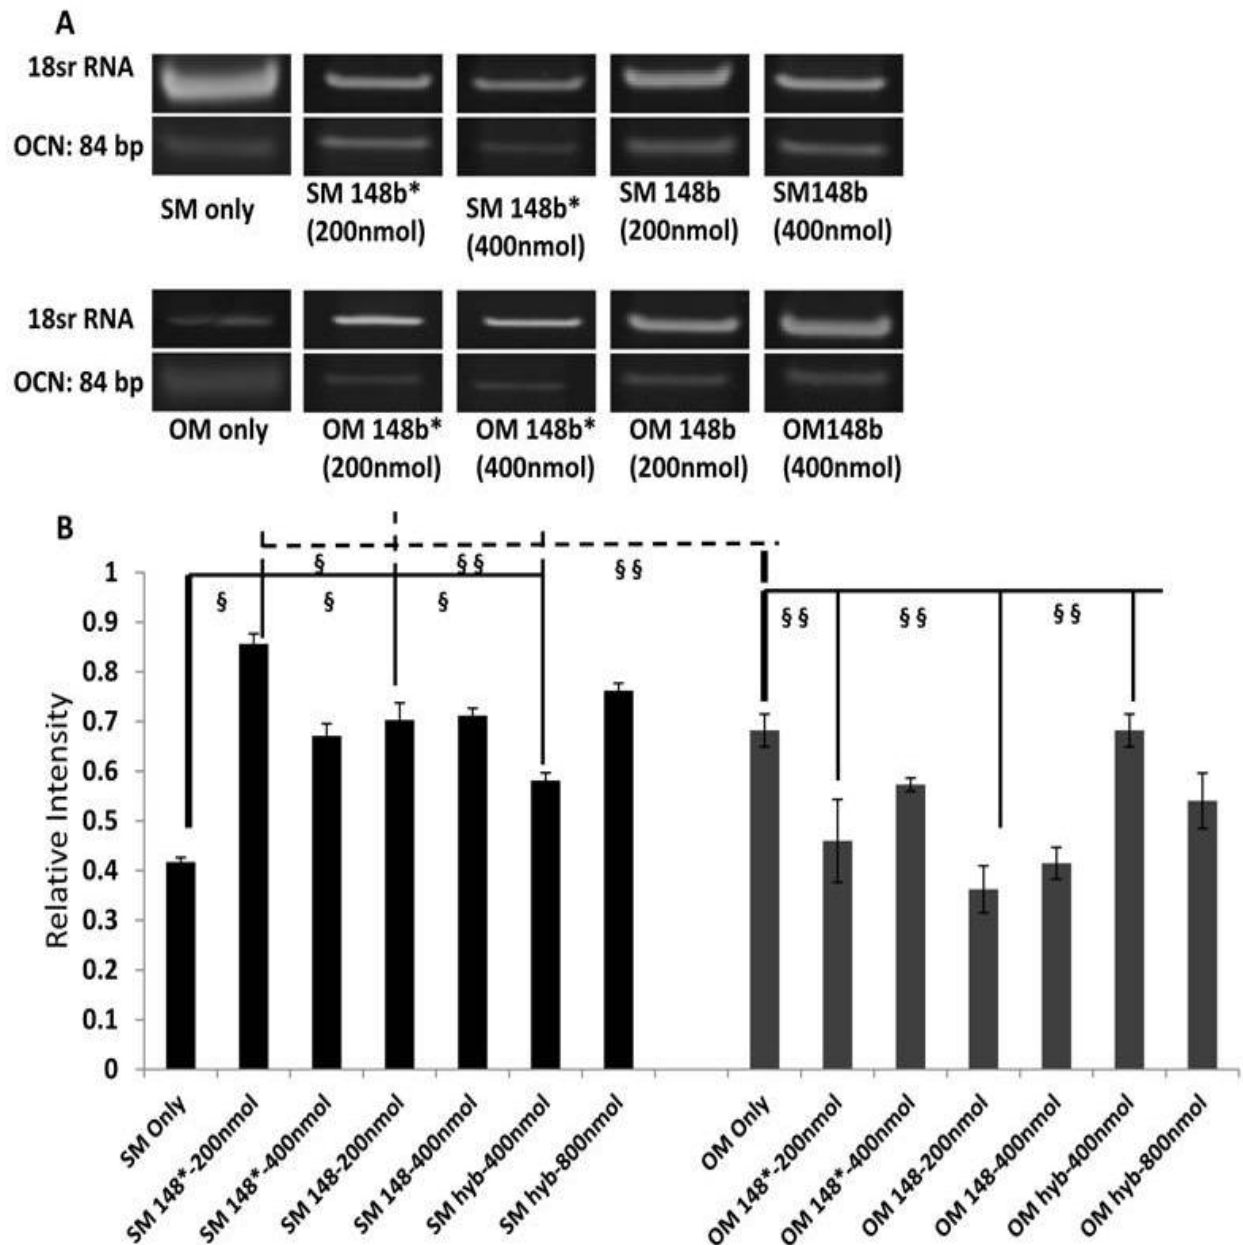 A
18sr RNA
OCN: 84 bp
SM only
SM 148b*
(200nmol)
SM 148b*
(400nmol)
SM 148b
(200nmol)
SM148b
(400nmol)
18sr RNA
OCN: 84 bp
OM only
OM 148b*
(200nmol)
OM 148b*
(400nmol)
OM 148b
(200nmol)
OM148b
(400nmol)
B
§ §§ §§
§ § §
§§ §§ §§
Relative Intensity
1
0.9
0.8
0.7
0.6
0.5
0.4
0.3
0.2
0.1
0
SM Only
SM 148*-200nmol
SM 148*-400nmol
SM 148-200nmol
SM 148-400nmol
SM hyb-400nmol
SM hyb-800nmol
OM Only
OM 148*-200nmol
OM 148*-400nmol
OM 148-200nmol
OM 148-400nmol
OM hyb-400nmol
OM hyb-800nmol